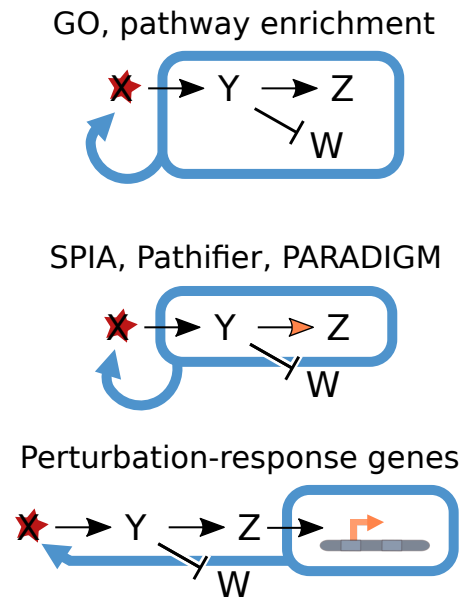 GO, pathway enrichment
X Y Z
W
SPIA, Pathifier, PARADIGM
X Y Z
W
Perturbation-response genes
X Y Z
W